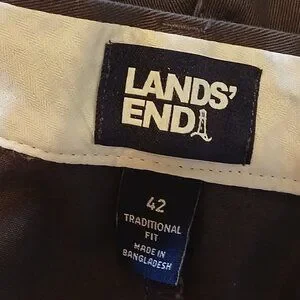 LANDS'
END
42
TRADITIONAL
FIT
MADE IN
BANGLADESH